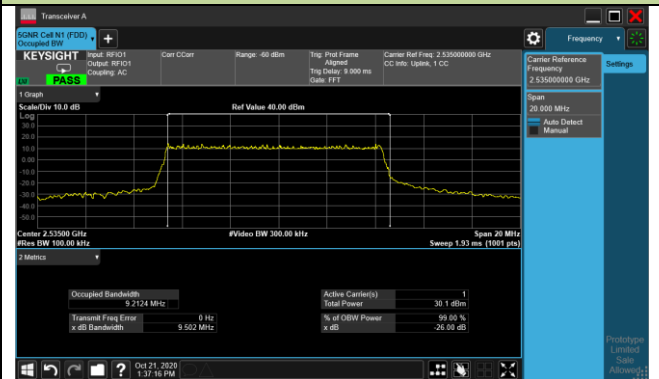 Transceiver A
5GNR Cell N1 (FDD)
Occupied BW
Frequency
KEYSIGHT
Input: RFIO1
Output: RFIO1
Coupling: AC
Corr CCorr
Range: -60 dBm
Trig: Prot Frame
Aligned
Trig Delay: 9.000 ms
Gate: FFT
Carrier Ref Freq: 2.535000000 GHz
CC Info: Uplink, 1 CC
PASS
Carrier Reference
Frequency
2.535000000 GHz
Settings
Span
20.000 MHz
Auto Detect
Manual
1 Graph
Scale/Div 10.0 dB
Ref Value 40.00 dBm
Log
30.0
20.0
10.0
0.00
-10.0
-20.0
-30.0
-40.0
-50.0
Center 2.53500 GHz
#Video BW 300.00 kHz
Span 20 MHz
#Res BW 100.00 kHz
Sweep 1.93 ms (1001 pts)
2 Metrics
Occupied Bandwidth
9.2124 MHz
Transmit Freq Error 0 Hz
x dB Bandwidth 9.502 MHz
Active Carrier(s) 1
Total Power 30.1 dBm
% of OBW Power 99.00 %
x dB -26.00 dB
Prototype
Limited
Sale
Allowed
Oct 21, 2020
1:37:16 PM